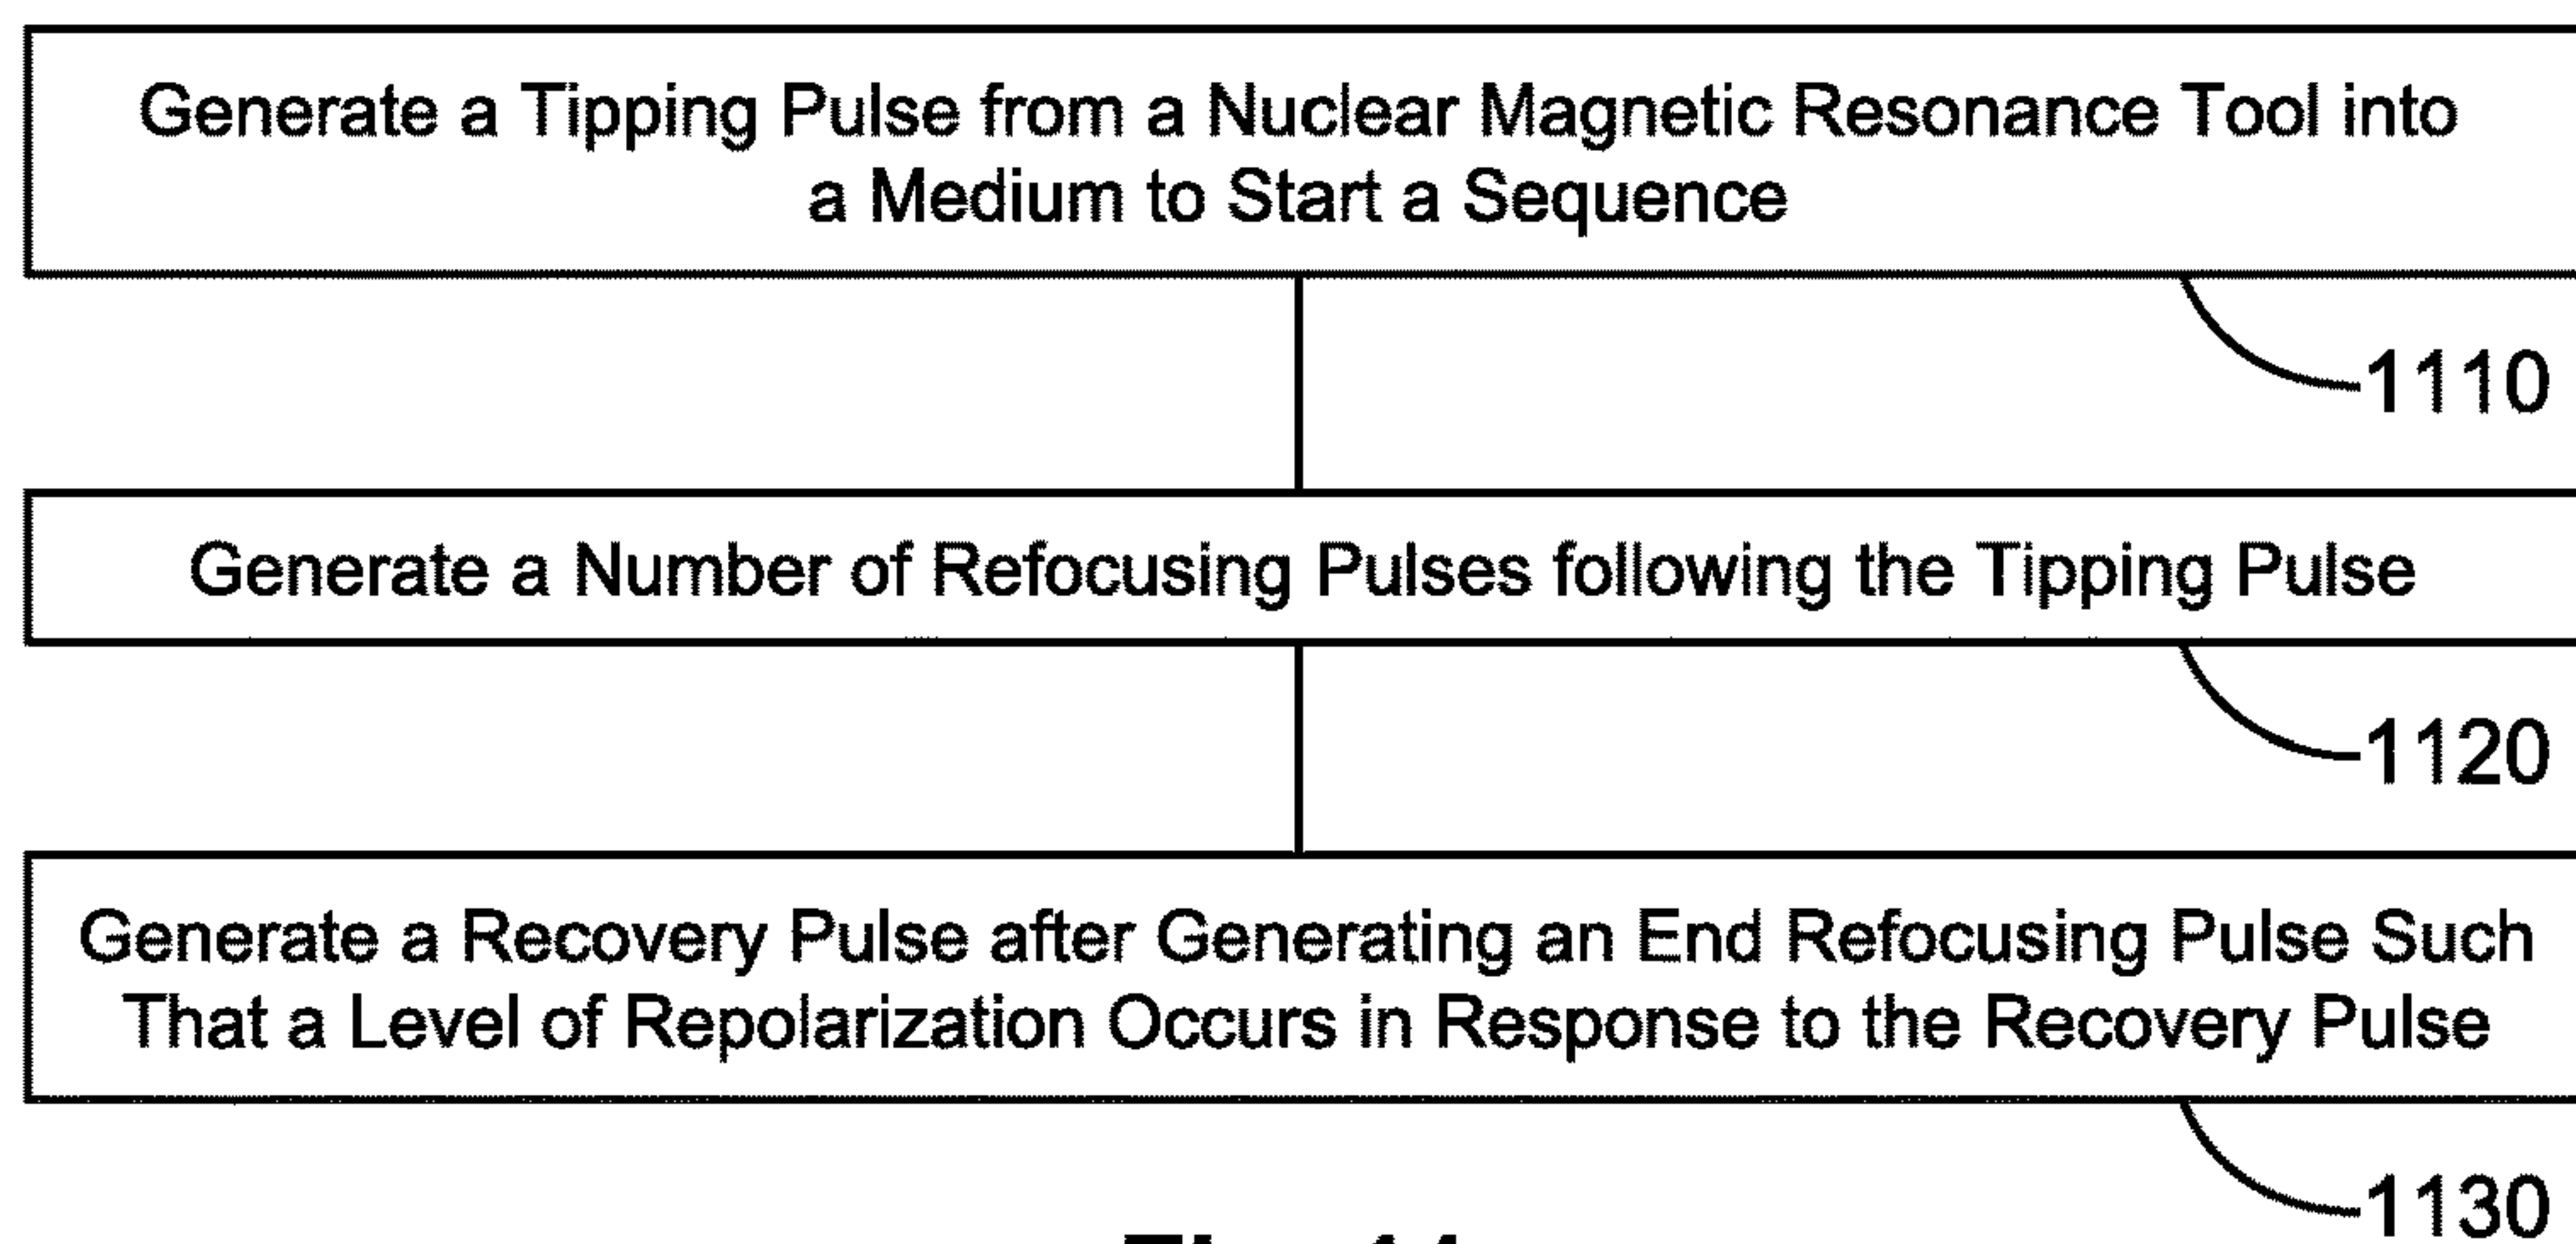 Generate a Tipping Pulse from a Nuclear Magnetic Resonance Tool into
a Medium to Start a Sequence
1110
Generate a Number of Refocusing Pulses following the Tipping Pulse
1120
Generate a Recovery Pulse after Generating an End Refocusing Pulse Such
That a Level of Repolarization Occurs in Response to the Recovery Pulse
1130